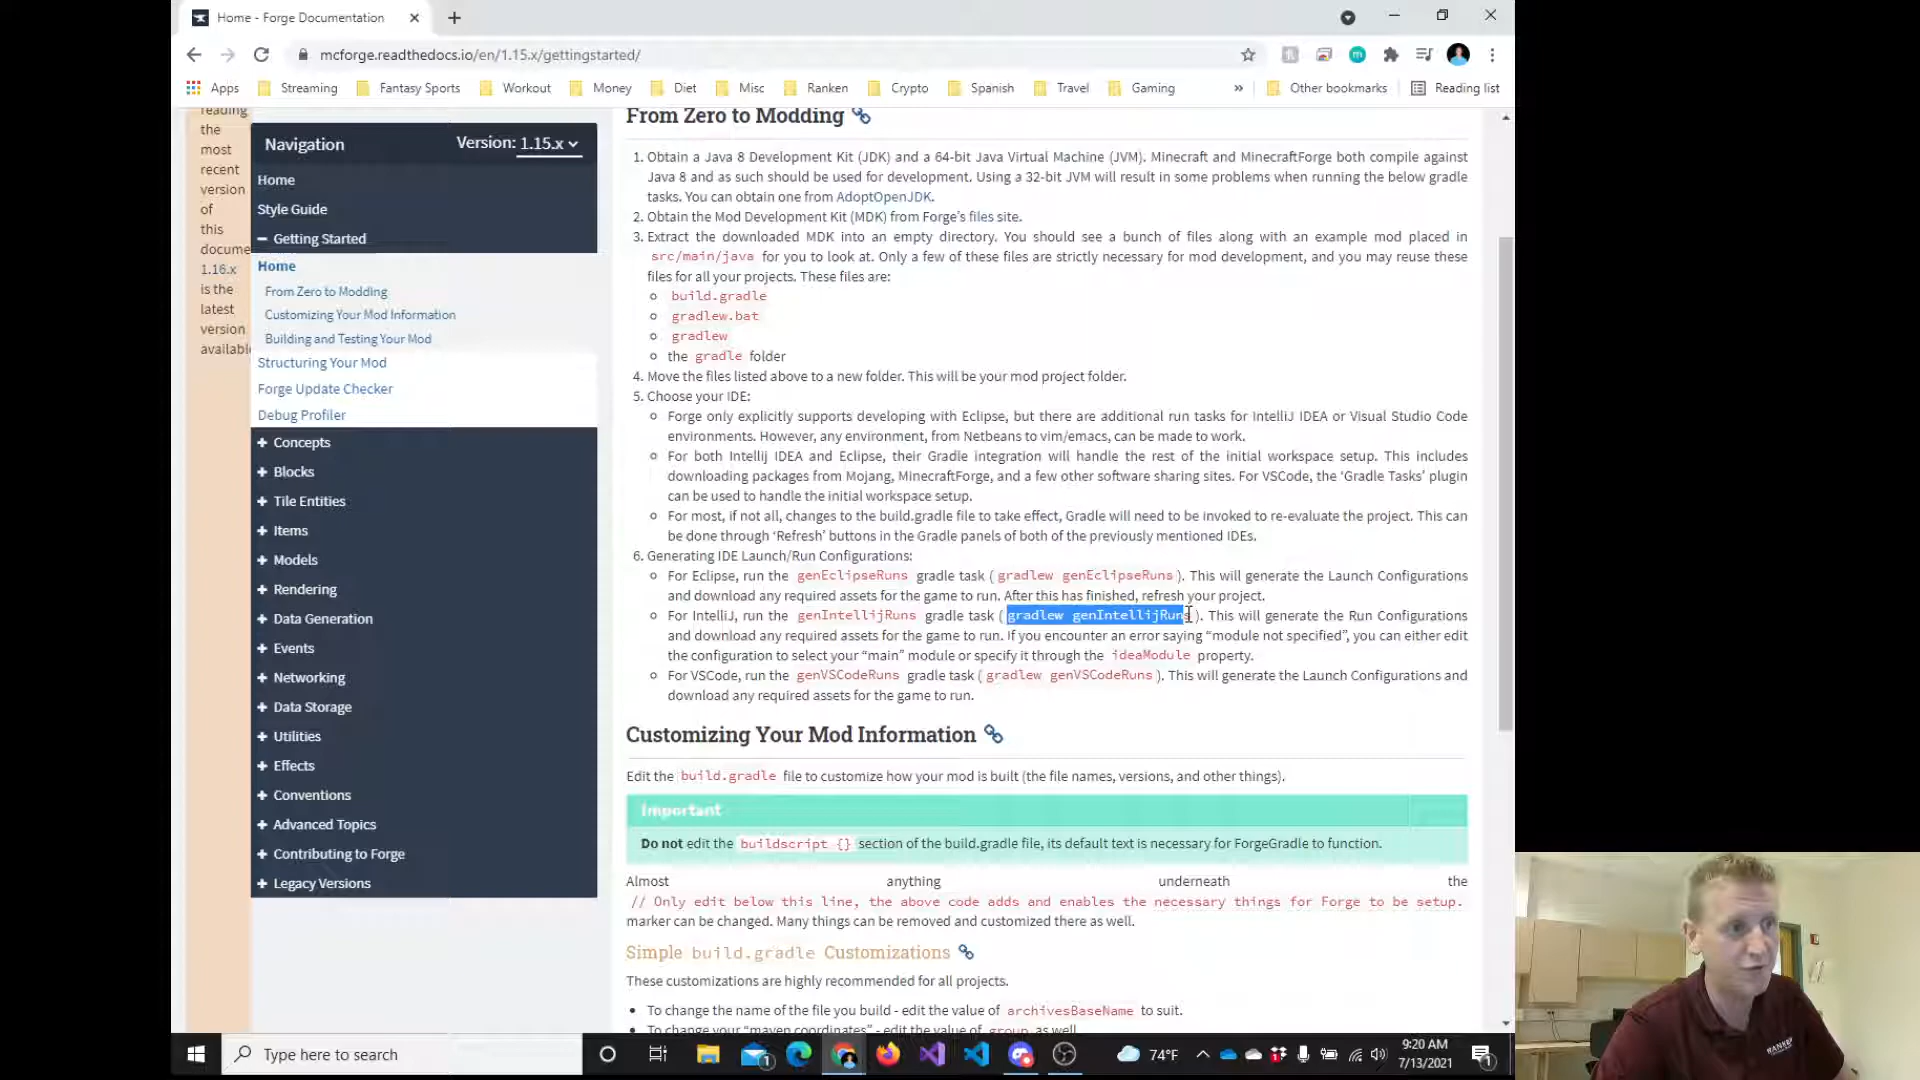 Home - Forge Documentation
mcforge.readthedocs.io/en/1.15.x/gettingstarted/
Apps Streaming Fantasy Sports Workout Money Diet Misc Ranken Crypto Spanish Travel Gaming » Other bookmarks Reading list
reading
the
most
recent
version
of
this
docume
1.16.x
is the
latest
version
availabl
Navigation Version: 1.15.x
Home
Style Guide
Getting Started
Home
From Zero to Modding
Customizing Your Mod Information
Building and Testing Your Mod
Structuring Your Mod
Forge Update Checker
Debug Profiler
Concepts
Blocks
Tile Entities
Items
Models
Rendering
Data Generation
Events
Networking
Data Storage
Utilities
Effects
Conventions
Advanced Topics
Contributing to Forge
Legacy Versions
From Zero to Modding
1. Obtain a Java 8 Development Kit (JDK) and a 64-bit Java Virtual Machine (JVM). Minecraft and MinecraftForge both compile against
Java 8 and as such should be used for development. Using a 32-bit JVM will result in some problems when running the below gradle
tasks. You can obtain one from AdoptOpenJDK.
2. Obtain the Mod Development Kit (MDK) from Forge’s files site.
3. Extract the downloaded MDK into an empty directory. You should see a bunch of files along with an example mod placed in
src/main/java for you to look at. Only a few of these files are strictly necessary for mod development, and you may reuse these
files for all your projects. These files are:
build.gradle
gradlew.bat
gradlew
the gradle folder
4. Move the files listed above to a new folder. This will be your mod project folder.
5. Choose your IDE:
Forge only explicitly supports developing with Eclipse, but there are additional run tasks for IntelliJ IDEA or Visual Studio Code
environments. However, any environment, from Netbeans to vim/emacs, can be made to work.
For both Intellij IDEA and Eclipse, their Gradle integration will handle the rest of the initial workspace setup. This includes
downloading packages from Mojang, MinecraftForge, and a few other software sharing sites. For VSCode, the ‘Gradle Tasks’ plugin
can be used to handle the initial workspace setup.
For most, if not all, changes to the build.gradle file to take effect, Gradle will need to be invoked to re-evaluate the project. This can
be done through ‘Refresh’ buttons in the Gradle panels of both of the previously mentioned IDEs.
6. Generating IDE Launch/Run Configurations:
For Eclipse, run the genEclipseRuns gradle task ( gradlew genEclipseRuns ). This will generate the Launch Configurations
and download any required assets for the game to run. After this has finished, refresh your project.
For IntelliJ, run the genIntellijRuns gradle task ( gradlew genIntellijRuns ). This will generate the Run Configurations
and download any required assets for the game to run. If you encounter an error saying “module not specified”, you can either edit
the configuration to select your “main” module or specify it through the ideaModule property.
For VSCode, run the genVSCodeRuns gradle task ( gradlew genVSCodeRuns ). This will generate the Launch Configurations and
download any required assets for the game to run.
Customizing Your Mod Information
Edit the build.gradle file to customize how your mod is built (the file names, versions, and other things).
Important
Do not edit the buildscript {} section of the build.gradle file, its default text is necessary for ForgeGradle to function.
Almost anything underneath the
// Only edit below this line, the above code adds and enables the necessary things for Forge to be setup.
marker can be changed. Many things can be removed and customized there as well.
Simple build.gradle Customizations
These customizations are highly recommended for all projects.
To change the name of the file you build - edit the value of archivesBaseName to suit.
To change your “maven coordinates” - edit the value of group as well.
Type here to search
1
74°F
9:20 AM
7/13/2021
1